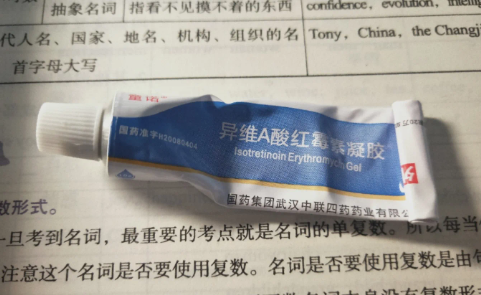 抽象名词 指看不见摸不着的东西 confidence, evolution,
代人名、国家、地名、机构、组织的名 Tony, China, the Changji
首字母大写
国药准字H20080404
异维A酸红霉素凝胶
Isotretinoin Erythromycin Gel
国药集团武汉中联四药药业有限公
数形式。
一旦考到名词，最重要的考点就是名词的单复数。所以每当
注意这个名词是否要使用复数。名词是否要使用复数是由